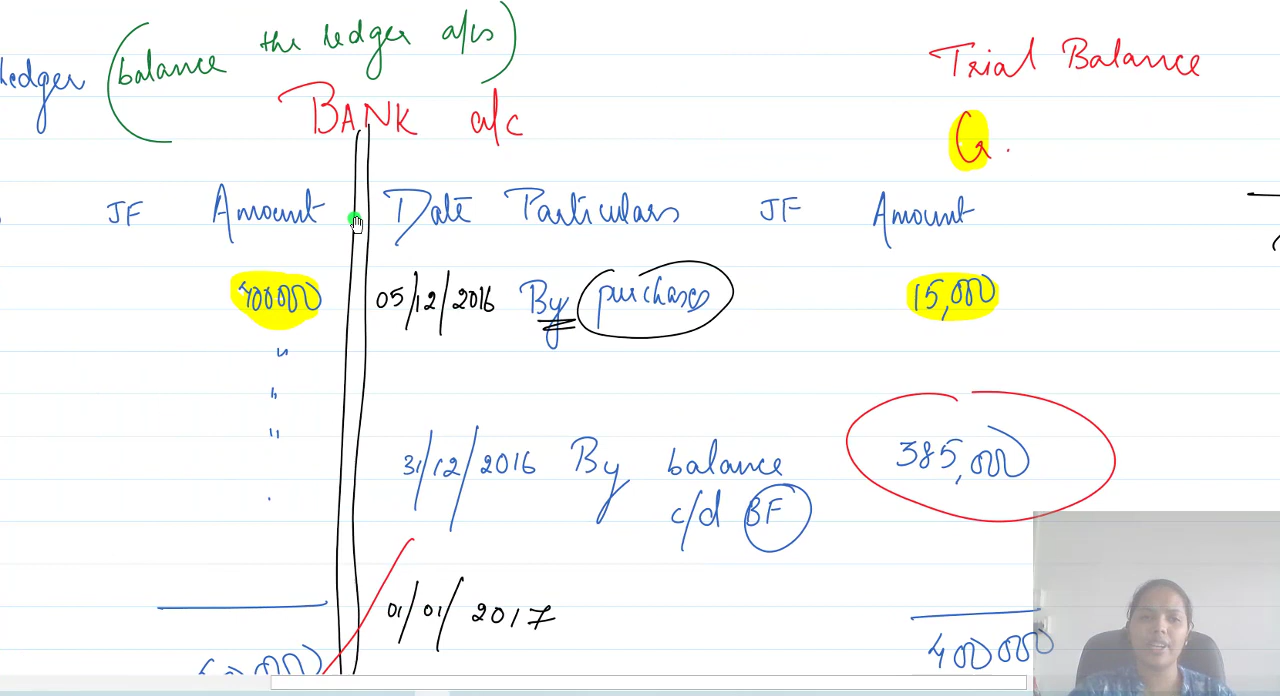 Ledger (balance the ledger a/cs)
Trial Balance
BANK a/c
Cr.
JF Amount Date Particulars JF Amount
400000 05/12/2016 By purchases 15,000
"
"
"
31/12/2016 By balance 385,000
c/d BF
01/01/2017
400000